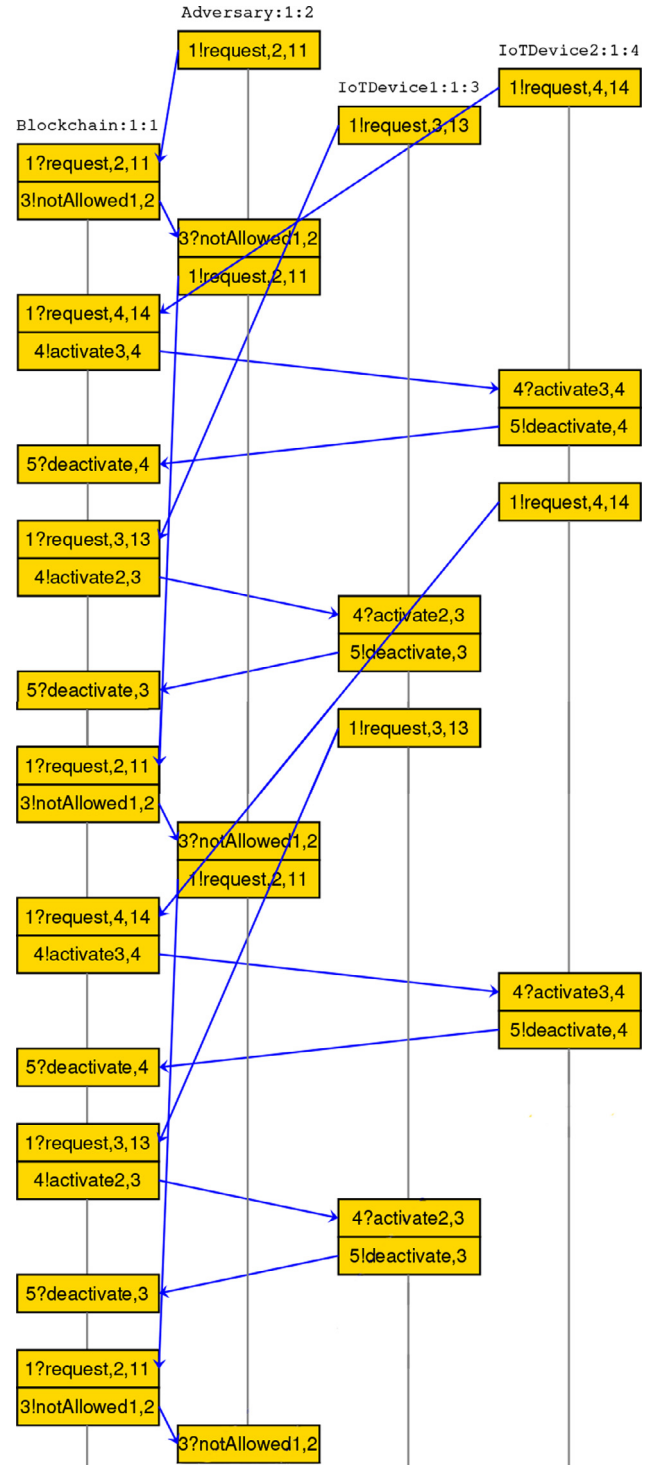 Adversary:1:2
1!request,2,11
IoTDevice2:1:4
1!request,4,14
IoTDevice1:1:3
1!request,3,13
Blockchain:1:1
1?request,2,11
3!notAllowed1,2
3?notAllowed1,2
1!request,2,11
1?request,4,14
4!activate3,4
4?activate3,4
5!deactivate,4
5?deactivate,4
1!request,4,14
1?request,3,13
4!activate2,3
4?activate2,3
5!deactivate,3
5?deactivate,3
1!request,3,13
1?request,2,11
3!notAllowed1,2
3?notAllowed1,2
1!request,2,11
1?request,4,14
4!activate3,4
4?activate3,4
5!deactivate,4
5?deactivate,4
1?request,3,13
4!activate2,3
4?activate2,3
5!deactivate,3
5?deactivate,3
1?request,2,11
3!notAllowed1,2
3?notAllowed1,2